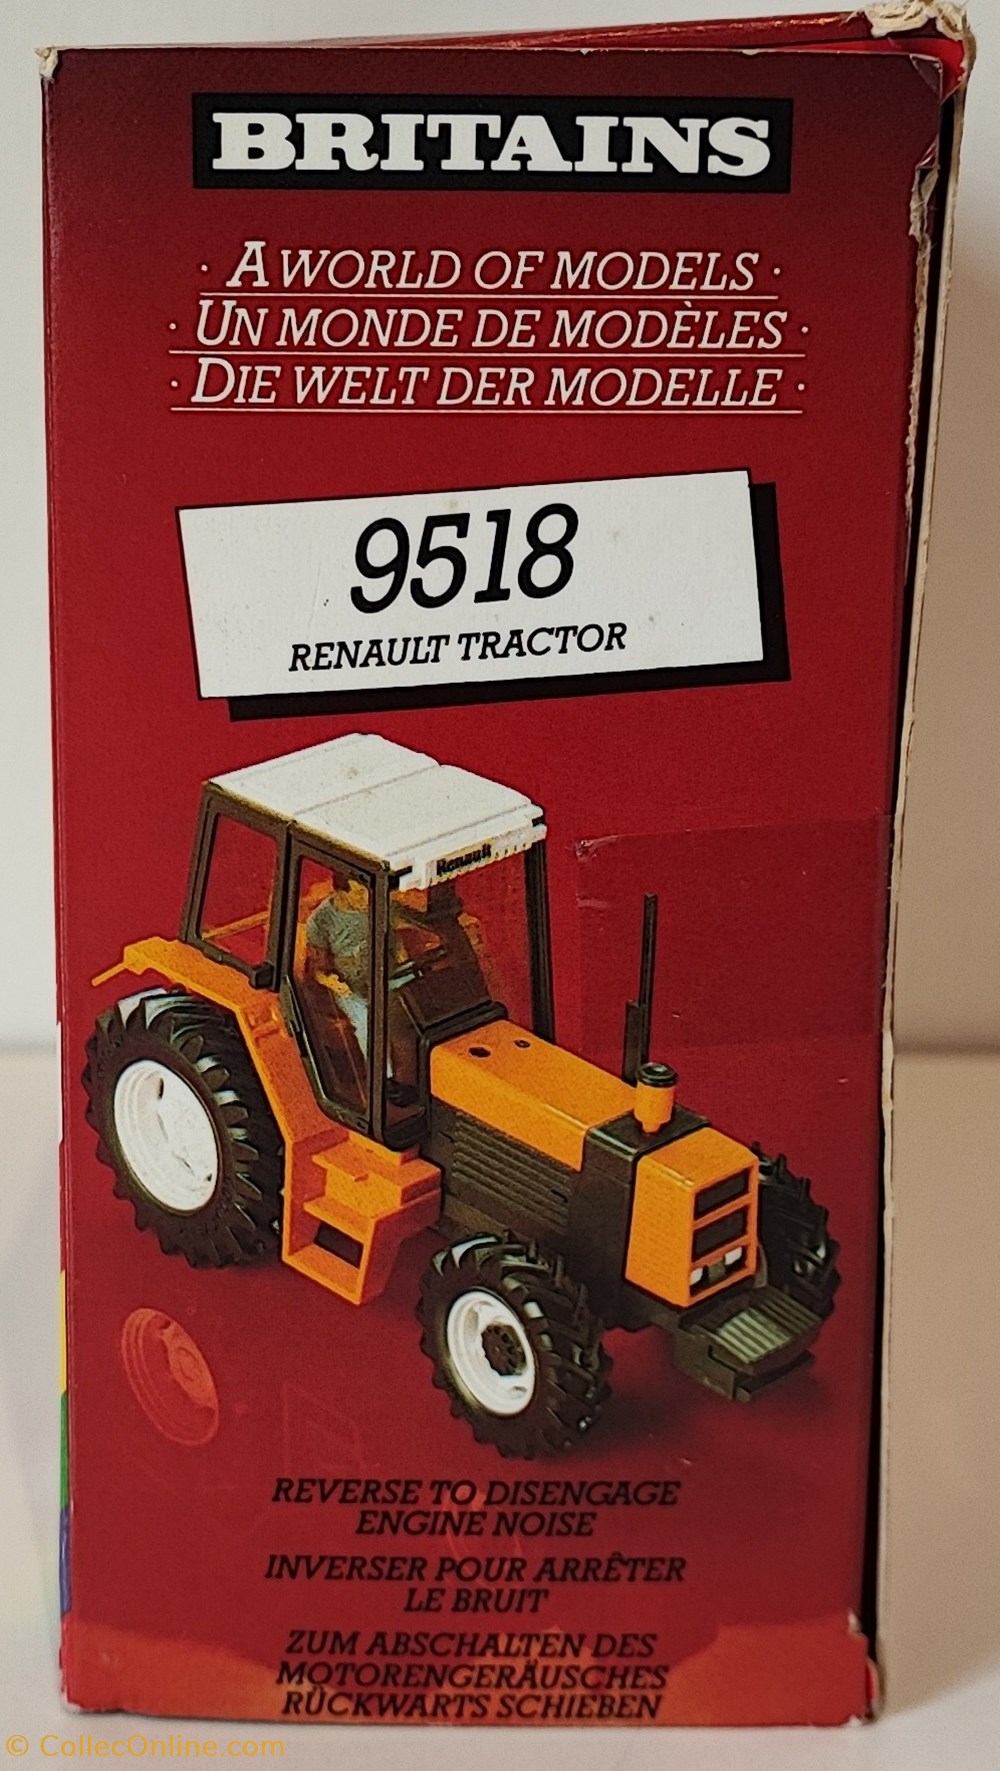 BRITAINS
· A WORLD OF MODELS ·
· UN MONDE DE MODÈLES ·
· DIE WELT DER MODELLE ·
9518
RENAULT TRACTOR
Renault
REVERSE TO DISENGAGE
ENGINE NOISE
INVERSER POUR ARRÊTER
LE BRUIT
ZUM ABSCHALTEN DES
MOTORENGERÄUSCHES
RÜCKWARTS SCHIEBEN
© CollecOnline.com